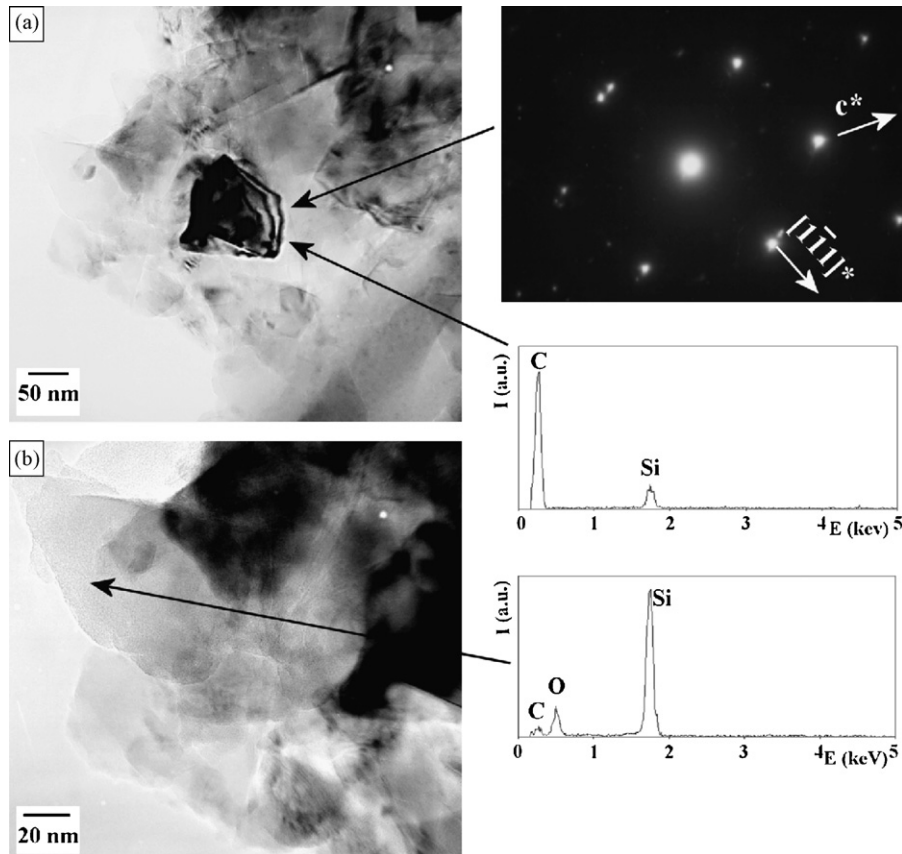 (a)
50 nm
c*
[11̄1]*
I (a.u.)
C
Si
0 1 2 3 4 E (kev) 5
(b)
20 nm
I (a.u.)
C
O
Si
0 1 2 3 4 E (keV) 5